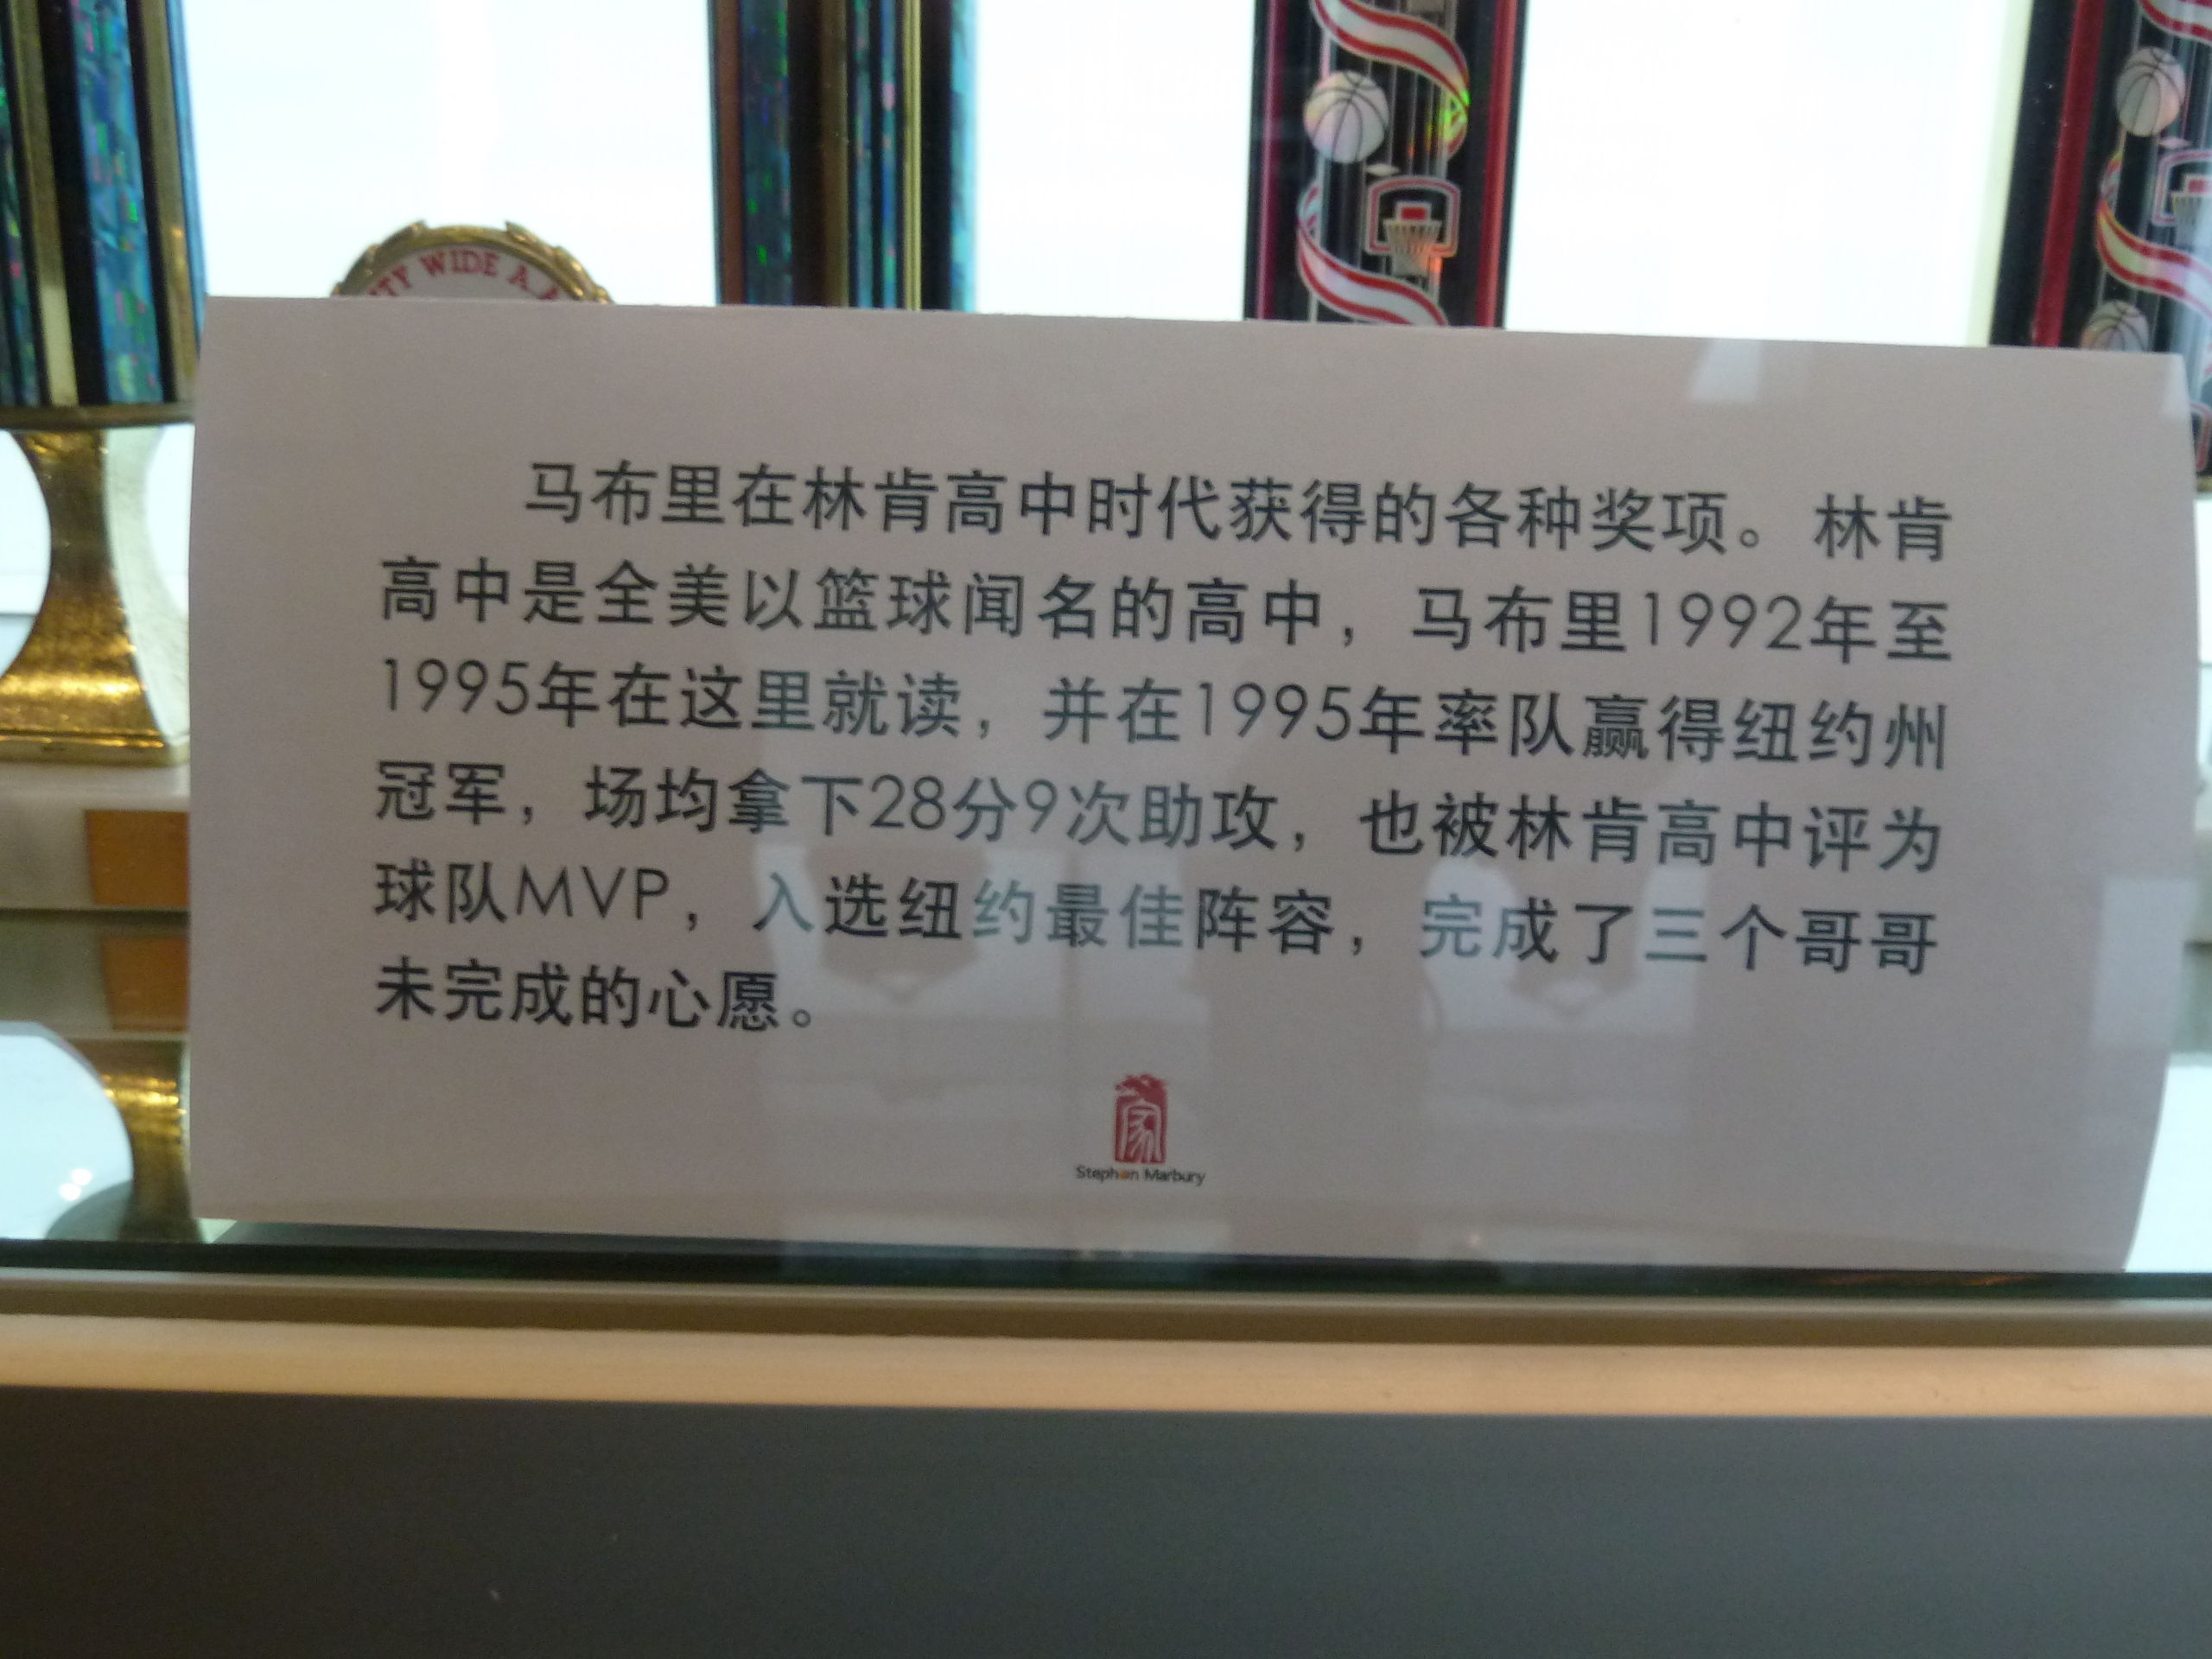 TY WIDE A.
马布里在林肯高中时代获得的各种奖项。林肯
高中是全美以篮球闻名的高中，马布里1992年至
1995年在这里就读，并在1995年率队赢得纽约州
冠军，场均拿下28分9次助攻，也被林肯高中评为
球队MVP，入选纽约最佳阵容，完成了三个哥哥
未完成的心愿。
家
Stephon Marbury